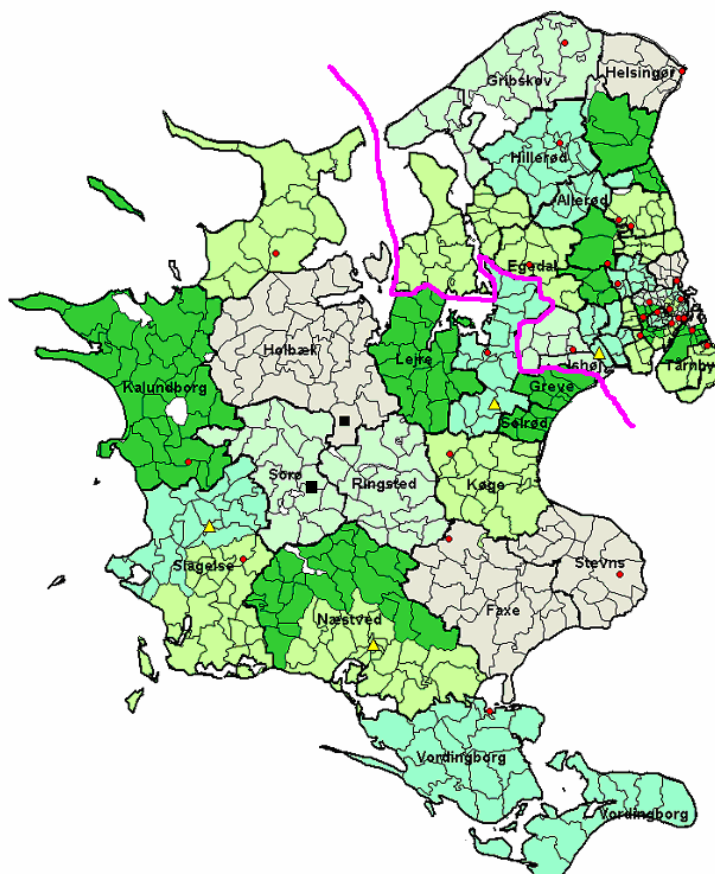 Helsingør
Gribskov
Hillerød
Allerød
Egedal
Holbæk
Lejre
Tårnby
Kalundborg
Greve
Solrød
Sorø
Ringsted
Køge
Slagelse
Stevns
Faxe
Næstved
Vordingborg
Vordingborg